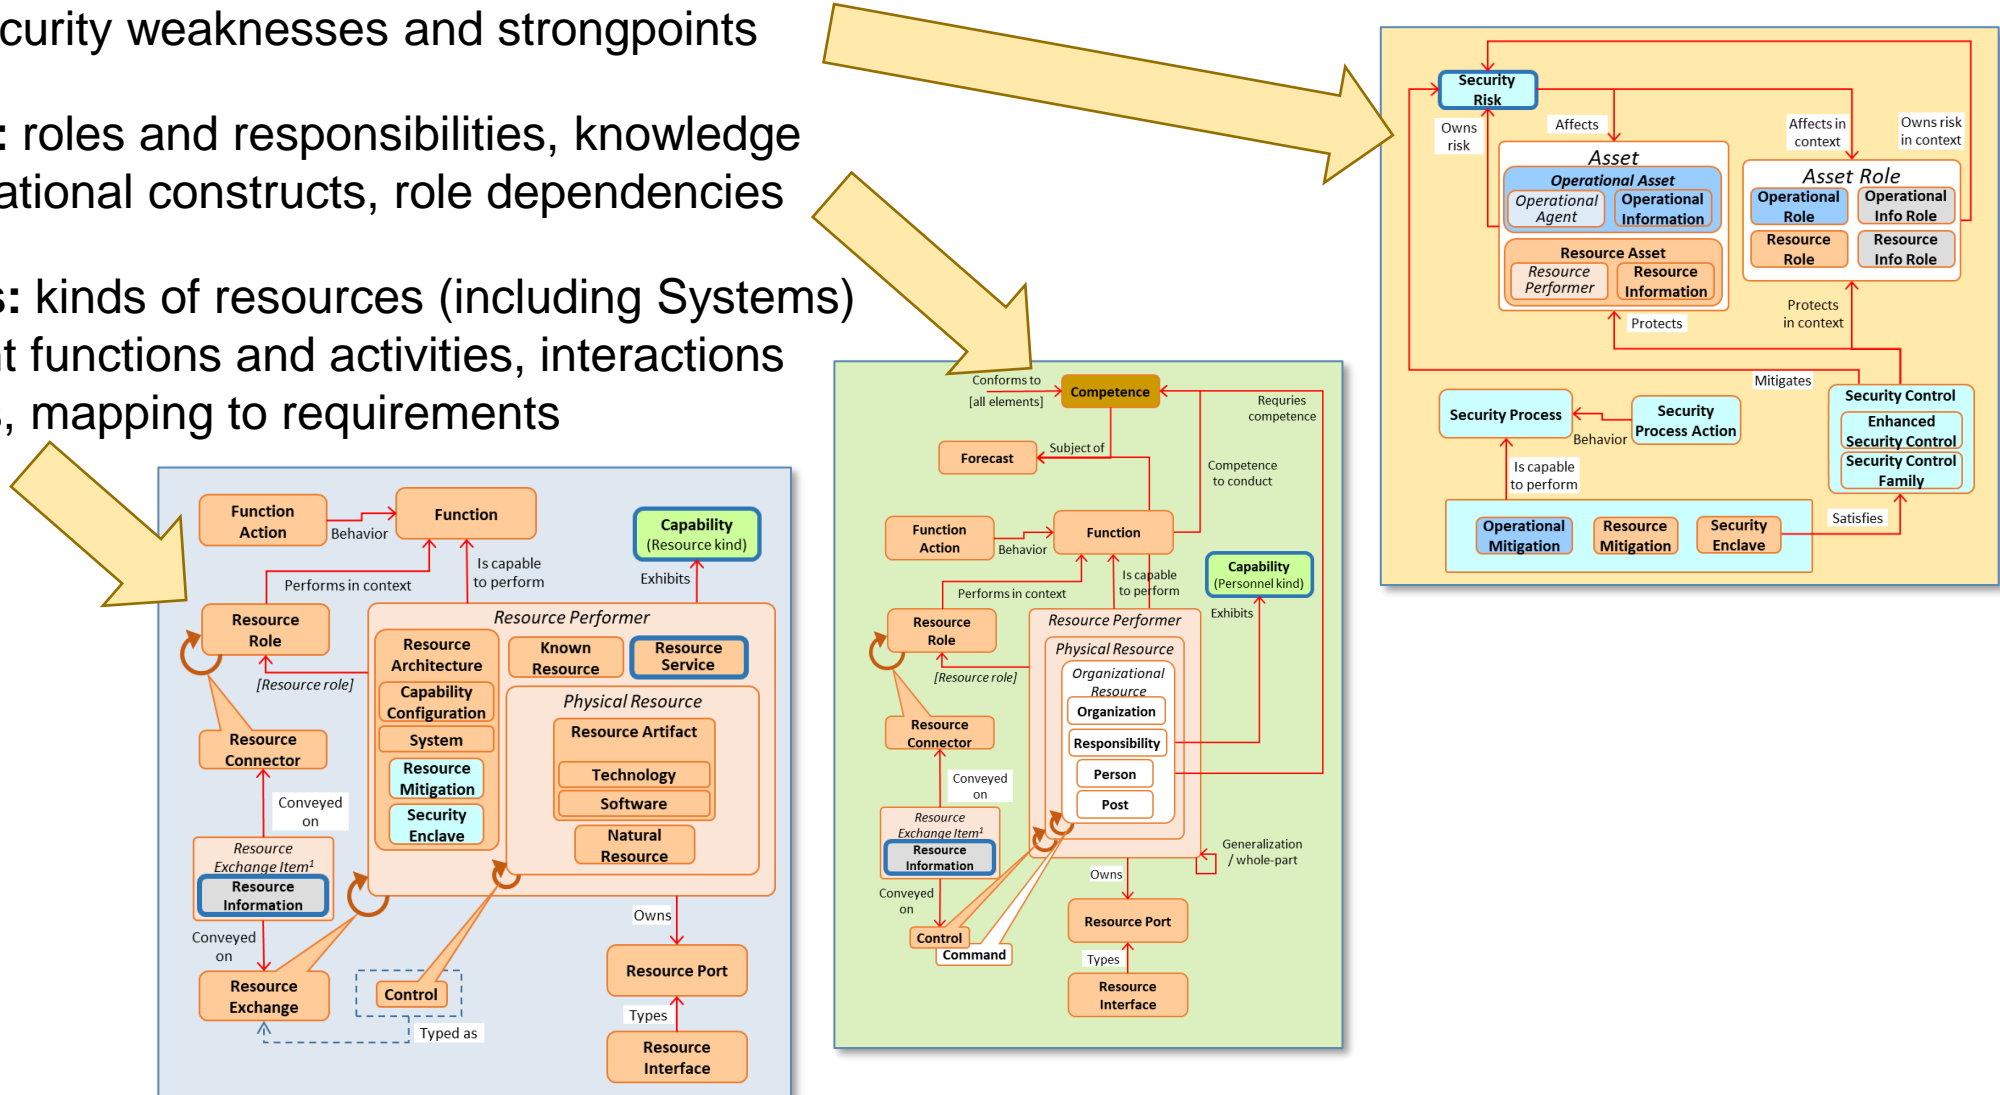 curity weaknesses and strongpoints
: roles and responsibilities, knowledge
ational constructs, role dependencies
s: kinds of resources (including Systems)
nt functions and activities, interactions
s, mapping to requirements
Security
Risk
Owns
risk
Affects
Affects in
context
Owns risk
in context
Asset
Operational Asset
Operational
Agent
Operational
Information
Resource Asset
Resource
Performer
Resource
Information
Asset Role
Operational
Role
Operational
Info Role
Resource
Role
Resource
Info Role
Protects
Protects
in context
Mitigates
Security Process
Behavior
Security
Process Action
Security Control
Enhanced
Security Control
Security Control
Family
Is capable
to perform
Operational
Mitigation
Resource
Mitigation
Security
Enclave
Satisfies
Conforms to
[all elements]
Competence
Requries
competence
Forecast
Subject of
Competence
to conduct
Function
Action
Behavior
Function
Capability
(Personnel kind)
Performs in context
Is capable
to perform
Exhibits
Resource
Role
[Resource role]
Resource Performer
Physical Resource
Organizational
Resource
Organization
Responsibility
Person
Post
Resource
Connector
Conveyed
on
Resource
Exchange Item¹
Resource
Information
Conveyed
on
Control
Command
Generalization
/ whole-part
Owns
Resource Port
Types
Resource
Interface
Function
Action
Behavior
Function
Capability
(Resource kind)
Performs in context
Is capable
to perform
Exhibits
Resource
Role
[Resource role]
Resource Performer
Resource
Architecture
Capability
Configuration
System
Resource
Mitigation
Security
Enclave
Known
Resource
Resource
Service
Physical Resource
Resource Artifact
Technology
Software
Natural
Resource
Resource
Connector
Conveyed
on
Resource
Exchange Item¹
Resource
Information
Conveyed
on
Resource
Exchange
Control
Typed as
Owns
Resource Port
Types
Resource
Interface